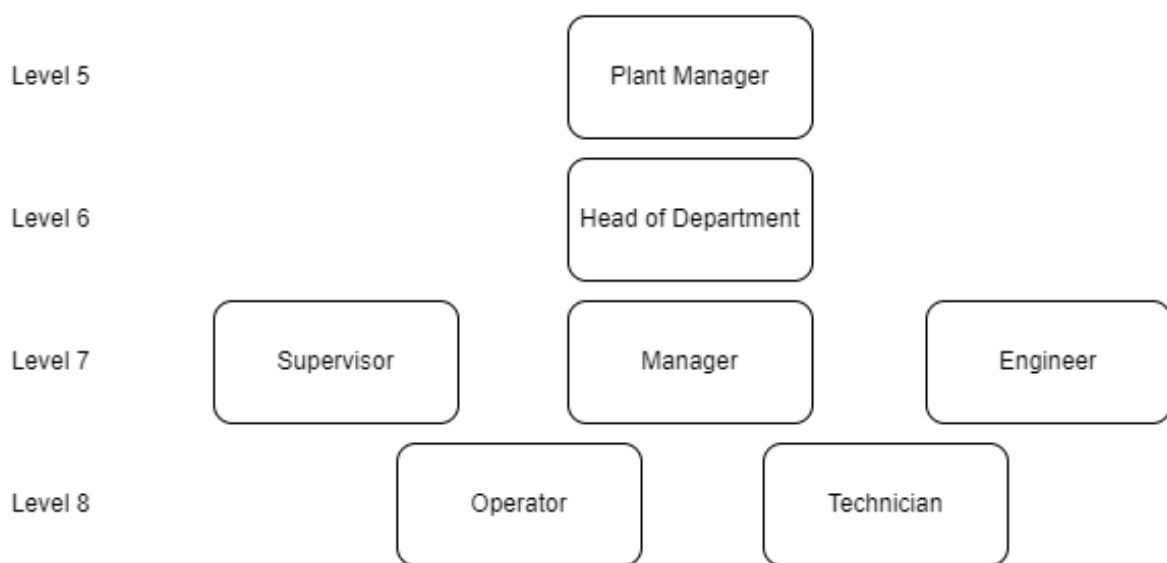 Level 5
Plant Manager
Level 6
Head of Department
Level 7
Supervisor
Manager
Engineer
Level 8
Operator
Technician